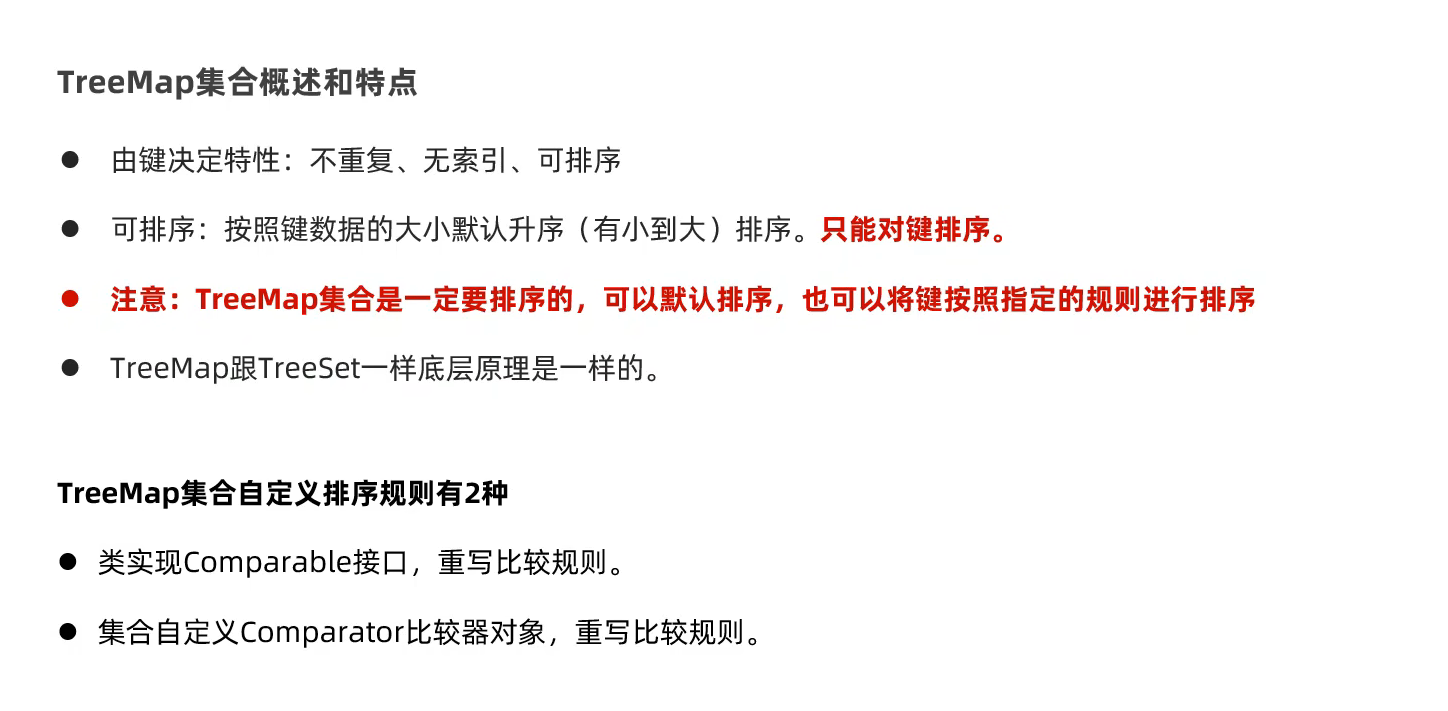 TreeMap集合概述和特点
● 由键决定特性：不重复、无索引、可排序
● 可排序：按照键数据的大小默认升序（有小到大）排序。只能对键排序。
● 注意：TreeMap集合是一定要排序的，可以默认排序，也可以将键按照指定的规则进行排序
● TreeMap跟TreeSet一样底层原理是一样的。
TreeMap集合自定义排序规则有2种
● 类实现Comparable接口，重写比较规则。
● 集合自定义Comparator比较器对象，重写比较规则。